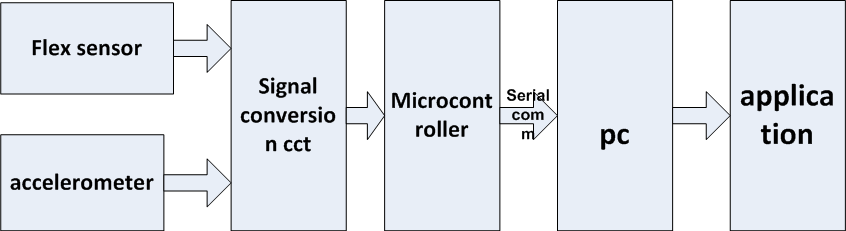 Flex sensor
accelerometer
Signal
conversio
n cct
Microcont
roller
Serial
com
m
pc
applica
tion